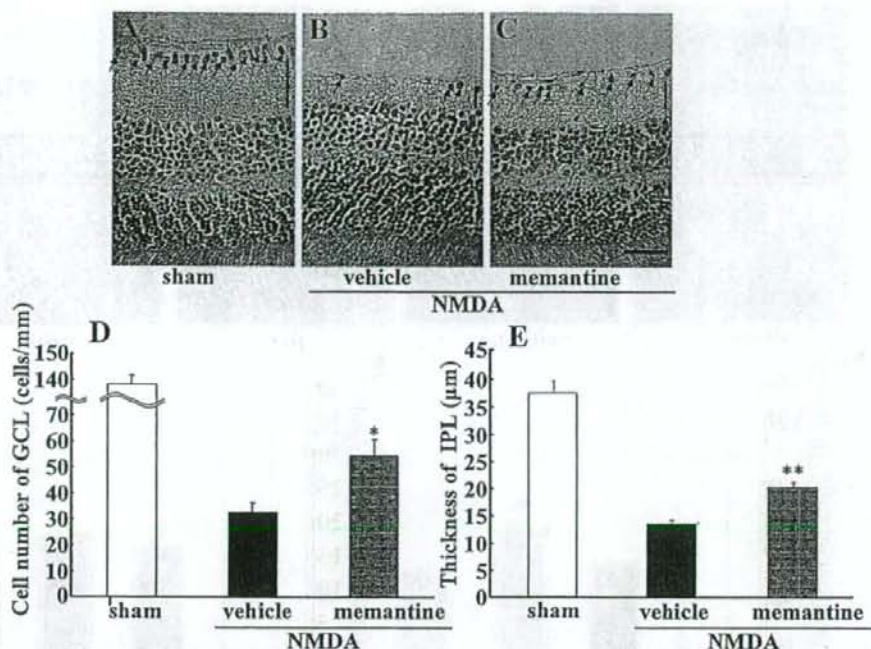 A B C
sham vehicle memantine
NMDA
D
Cell number of GCL (cells/mm)
150
140
70
60
50
40
30
20
10
0
*
sham vehicle memantine
NMDA
E
Thickness of IPL (μm)
45
40
35
30
25
20
15
10
5
0
**
sham vehicle memantine
NMDA